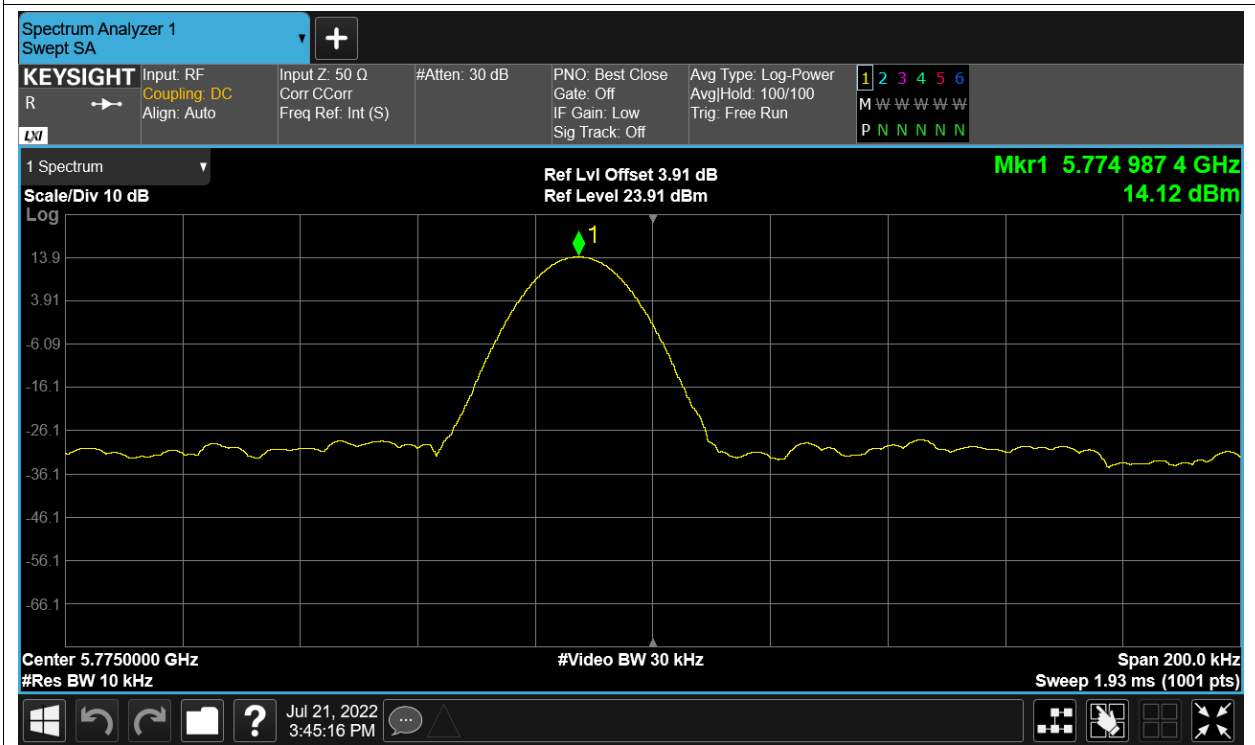 Spectrum Analyzer 1
Swept SA
+
KEYSIGHT
R
LXI
Input: RF
Coupling: DC
Align: Auto
Input Z: 50 Ω
Corr CCorr
Freq Ref: Int (S)
#Atten: 30 dB
PNO: Best Close
Gate: Off
IF Gain: Low
Sig Track: Off
Avg Type: Log-Power
Avg|Hold: 100/100
Trig: Free Run
1 2 3 4 5 6
M W W W W W W
P N N N N N N
1 Spectrum
Scale/Div 10 dB
Log
Ref Lvl Offset 3.91 dB
Ref Level 23.91 dBm
Mkr1 5.774 987 4 GHz
14.12 dBm
1
13.9
3.91
-6.09
-16.1
-26.1
-36.1
-46.1
-56.1
-66.1
Center 5.7750000 GHz
#Res BW 10 kHz
#Video BW 30 kHz
Span 200.0 kHz
Sweep 1.93 ms (1001 pts)
?
Jul 21, 2022
3:45:16 PM